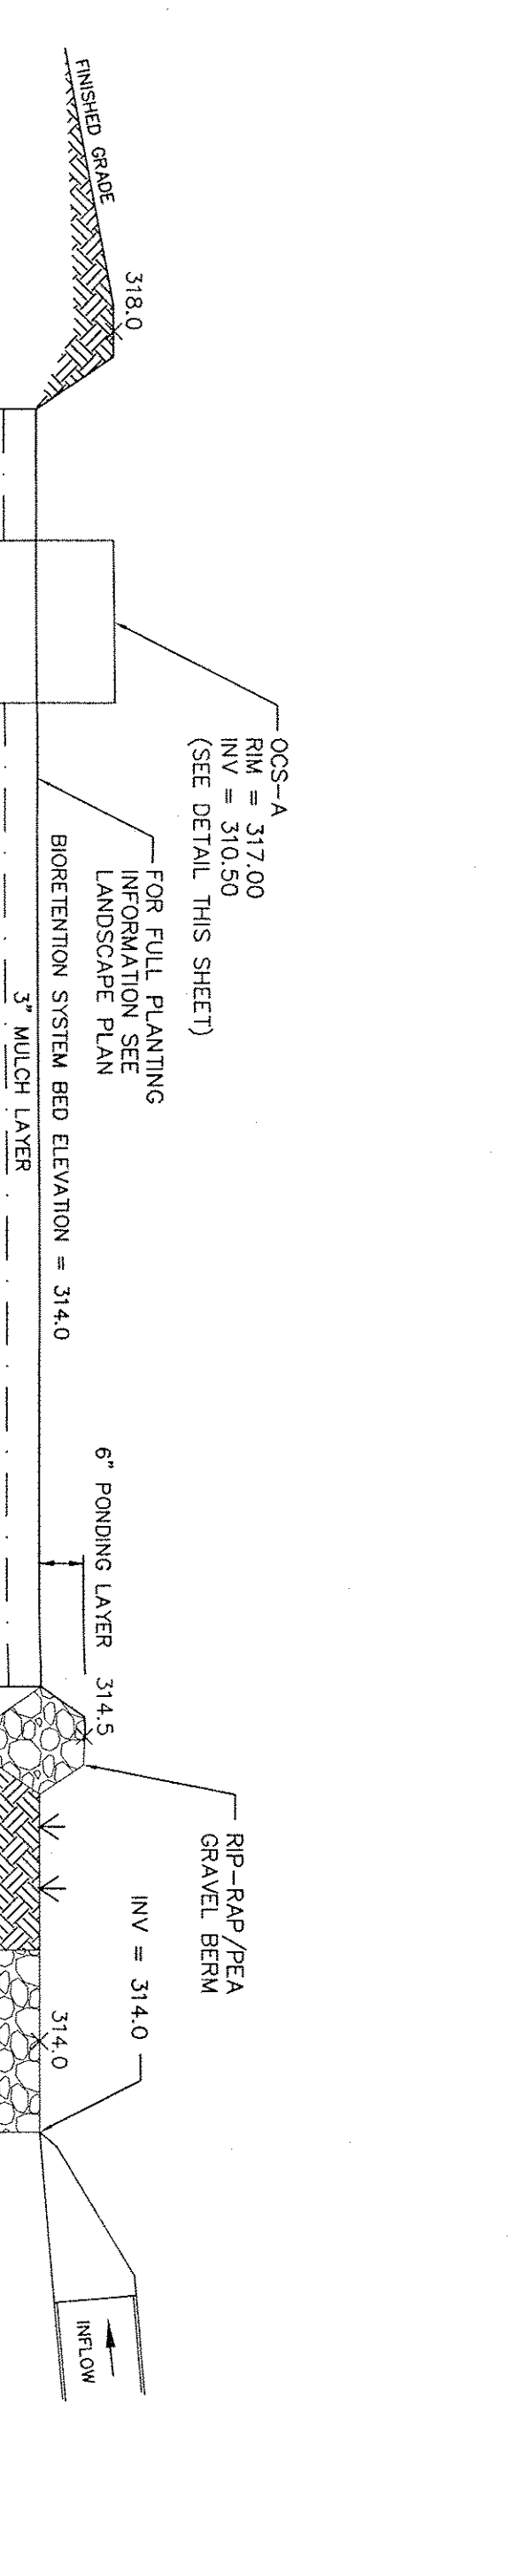 FINISHED GRADE
318.0
OCS-A
RIM = 317.00
INV = 310.50
(SEE DETAIL THIS SHEET)
FOR FULL PLANTING
INFORMATION SEE
LANDSCAPE PLAN
BIORETENTION SYSTEM BED ELEVATION = 314.0
3" MULCH LAYER
6" PONDING LAYER
314.5
RIP-RAP/PEA
GRAVEL BERM
INV = 314.0
314.0
INFLOW